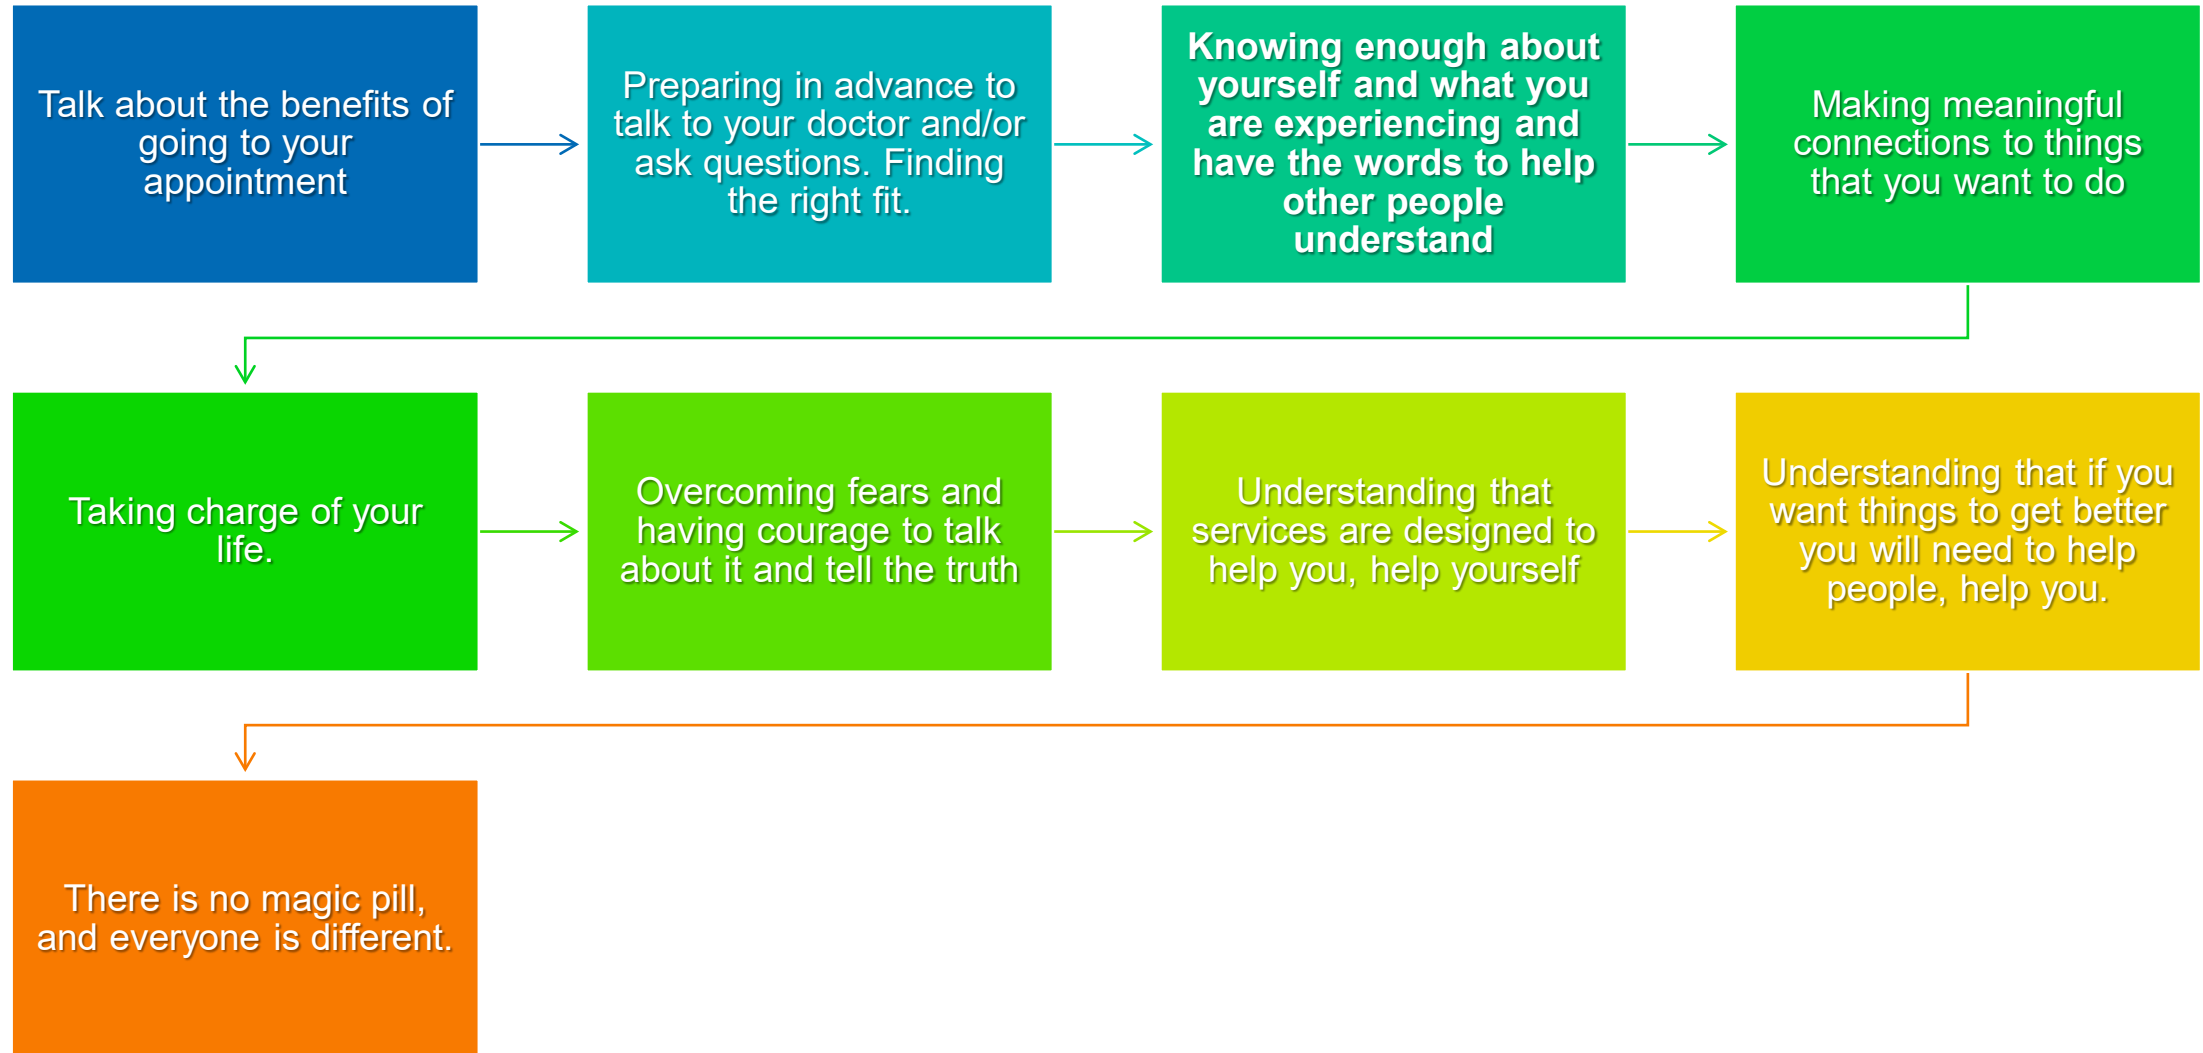 Talk about the benefits of
going to your
appointment
Preparing in advance to
talk to your doctor and/or
ask questions. Finding
the right fit.
Knowing enough about
yourself and what you
are experiencing and
have the words to help
other people
understand
Making meaningful
connections to things
that you want to do
Taking charge of your
life.
Overcoming fears and
having courage to talk
about it and tell the truth
Understanding that
services are designed to
help you, help yourself
Understanding that if you
want things to get better
you will need to help
people, help you.
There is no magic pill,
and everyone is different.